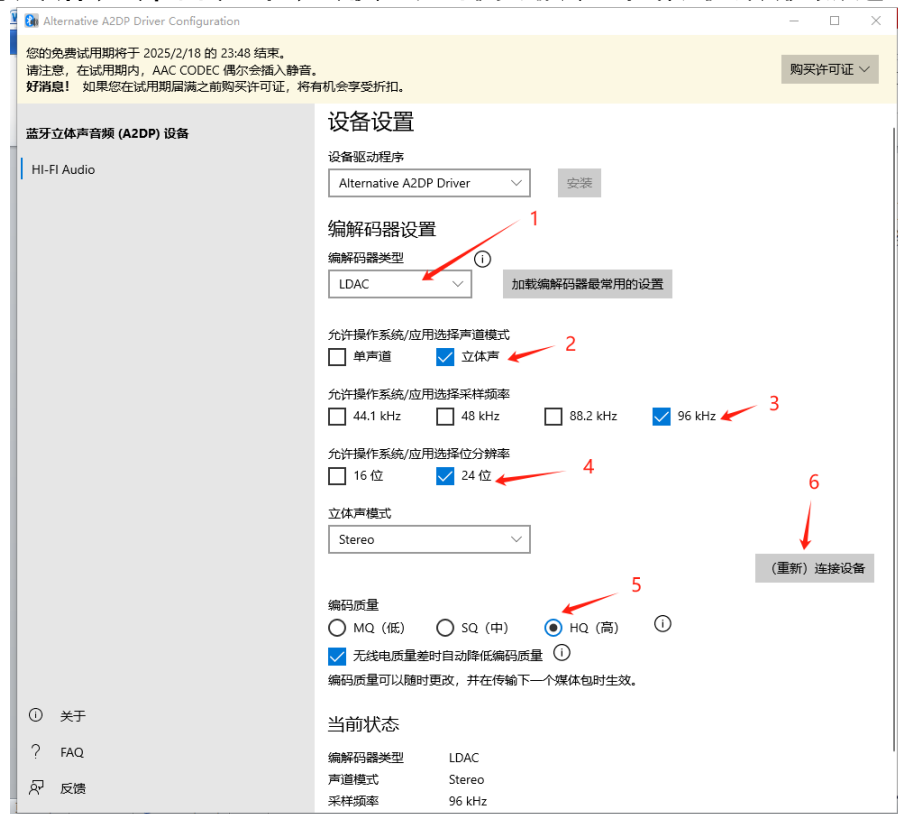 Alternative A2DP Driver Configuration
您的免费试用期将于 2025/2/18 的 23:48 结束。
请注意，在试用期内，AAC CODEC 偶尔会插入静音。
好消息！ 如果您在试用期届满之前购买许可证，将有机会享受折扣。
购买许可证
蓝牙立体声音频 (A2DP) 设备
HI-FI Audio
设备设置
设备驱动程序
Alternative A2DP Driver
安装
编解码器设置
1
编解码器类型
LDAC
加载编解码器最常用的设置
允许操作系统/应用选择声道模式
单声道 立体声
2
允许操作系统/应用选择采样频率
44.1 kHz 48 kHz 88.2 kHz 96 kHz
3
允许操作系统/应用选择位分辨率
16 位 24 位
4
立体声模式
Stereo
6
（重新）连接设备
5
编码质量
MQ（低） SQ（中） HQ（高）
无线电质量差时自动降低编码质量
编码质量可以随时更改，并在传输下一个媒体包时生效。
当前状态
编解码器类型 LDAC
声道模式 Stereo
采样频率 96 kHz
关于
FAQ
反馈